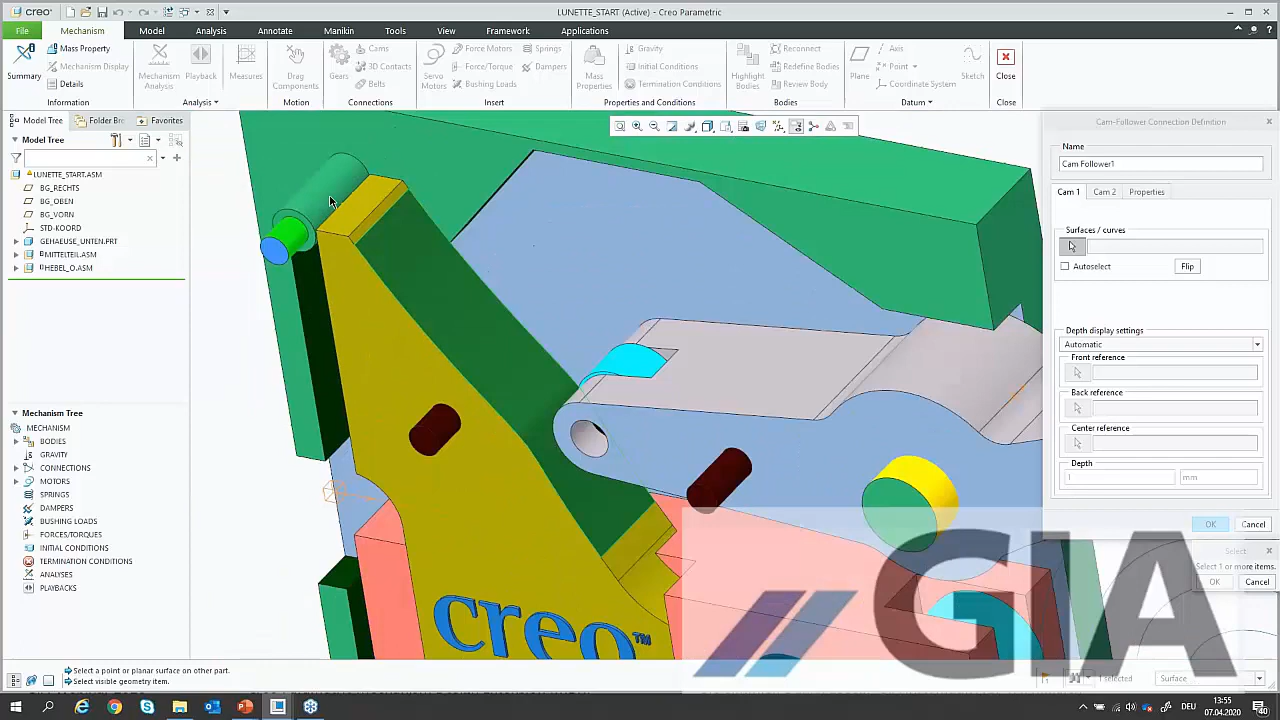 creo°
LUNETTE_START (Active) - Creo Parametric
File
Mechanism
Model
Analysis
Annotate
Manikin
Tools
View
Framework
Applications
Summary
Mass Property
Mechanism Display
Details
Information
Mechanism Analysis
Playback
Measures
Analysis
Drag Components
Motion
Gears
Cams
3D Contacts
Belts
Connections
Servo Motors
Force Motors
Force/Torque
Bushing Loads
Springs
Dampers
Insert
Mass Properties
Gravity
Initial Conditions
Termination Conditions
Properties and Conditions
Highlight Bodies
Reconnect
Redefine Bodies
Review Body
Bodies
Plane
Axis
Point
Coordinate System
Sketch
Datum
Close
Close
Model Tree
Folder Bro
Favorites
Model Tree
LUNETTE_START.ASM
BG_RECHTS
BG_OBEN
BG_VORN
STD-KOORD
GEHAEUSE_UNTEN.PRT
MITTELTEIL.ASM
HEBEL_O.ASM
Mechanism Tree
MECHANISM
BODIES
GRAVITY
CONNECTIONS
MOTORS
SPRINGS
DAMPERS
BUSHING LOADS
FORCES/TORQUES
INITIAL CONDITIONS
TERMINATION CONDITIONS
ANALYSES
PLAYBACKS
creo™
Cam-Follower Connection Definition
Name
Cam Follower1
Cam 1
Cam 2
Properties
Surfaces / curves
Autoselect
Flip
Depth display settings
Automatic
Front reference
Back reference
Center reference
Depth
mm
OK
Cancel
Select
Select 1 or more items.
OK
Cancel
GIA
Select a point or planar surface on other part.
Select visible geometry item.
1 selected
Surface
DEU
13:55
07.04.2020